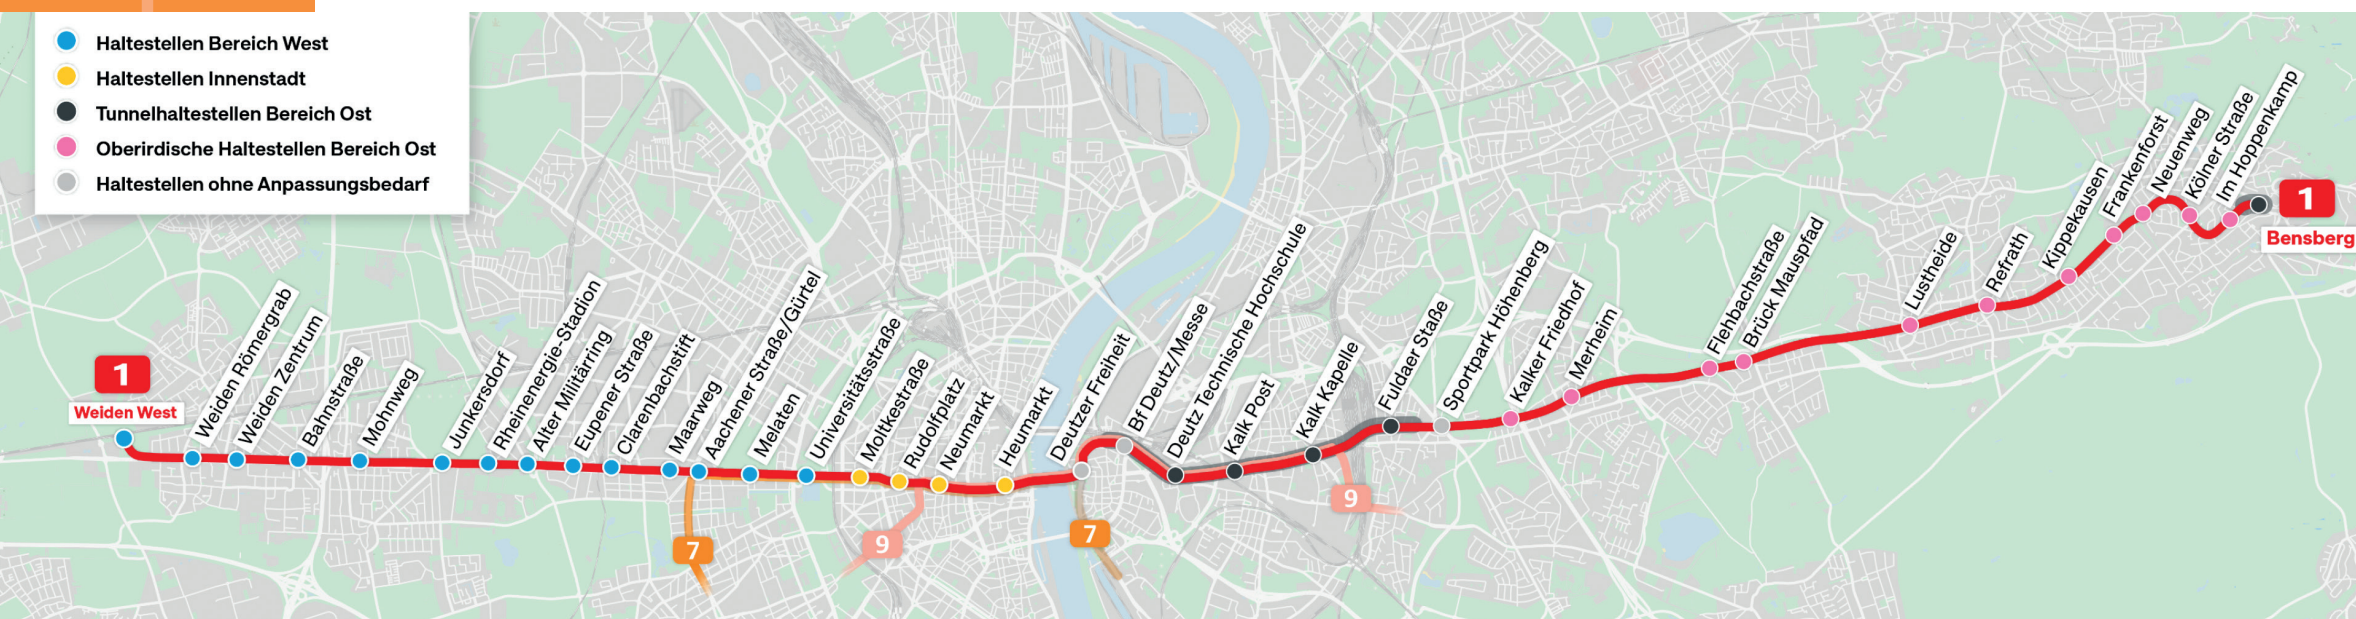 Haltestellen Bereich West
Haltestellen Innenstadt
Tunnelhaltestellen Bereich Ost
Oberirdische Haltestellen Bereich Ost
Haltestellen ohne Anpassungsbedarf
1
Weiden West
Weiden Römergrab
Weiden Zentrum
Bahnstraße
Mohnweg
Junkersdorf
Rheinenergie-Stadion
Alter Militärring
Eupener Straße
Clarenbachstift
Maarweg
Aachener Straße/Gürtel
Melaten
Universitätsstraße
Moltkestraße
Rudolfplatz
Neumarkt
Heumarkt
Deutzer Freiheit
Bf Deutz/Messe
Deutz Technische Hochschule
Kalk Post
Kalk Kapelle
Fuldaer Staße
Sportpark Höhenberg
Kalker Friedhof
Merheim
Flehbachstraße
Brück Mauspfad
Lustheide
Refrath
Kippekausen
Frankenforst
Neuenweg
Kölner Straße
Im Hoppenkamp
1
Bensberg
7
9
7
9